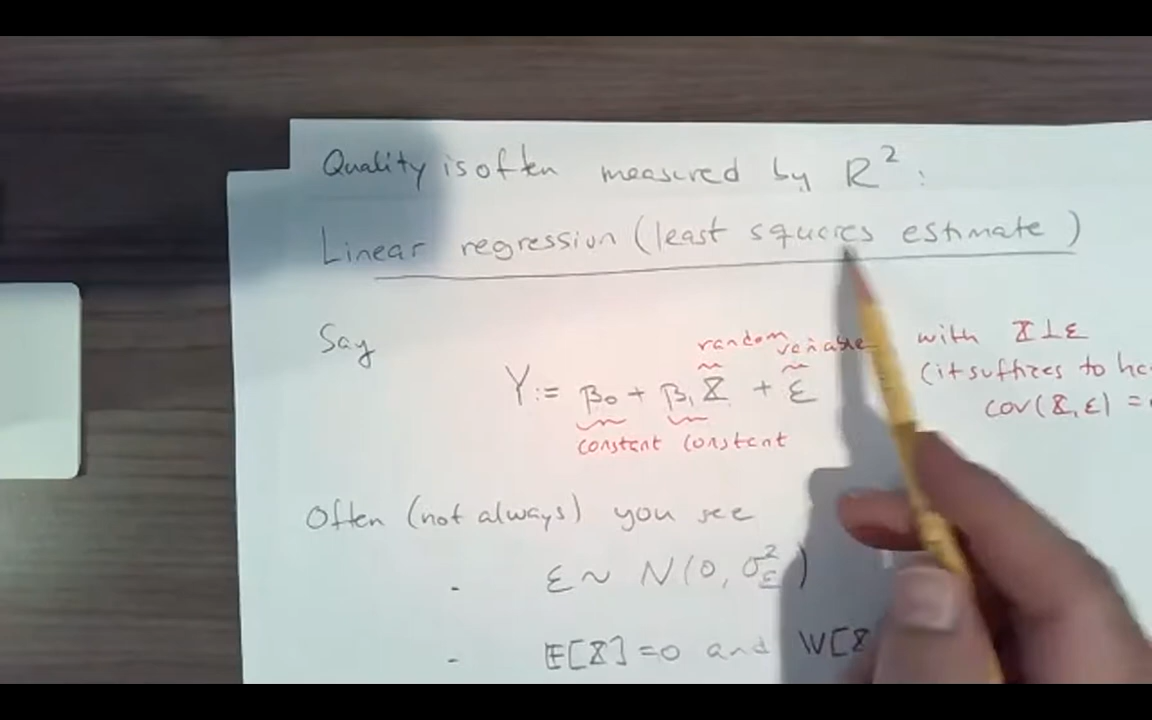 Quality is often measured by R²:
Linear regression (least squares estimate)
Say
random variable
with X⊥ε
Y := β₀ + β₁X + ε
(it suffices to
cov(X,ε) =
constant constant
Often (not always) you see
- ε ~ N(0, σ²_ε)
- E[X]=0 and V[X